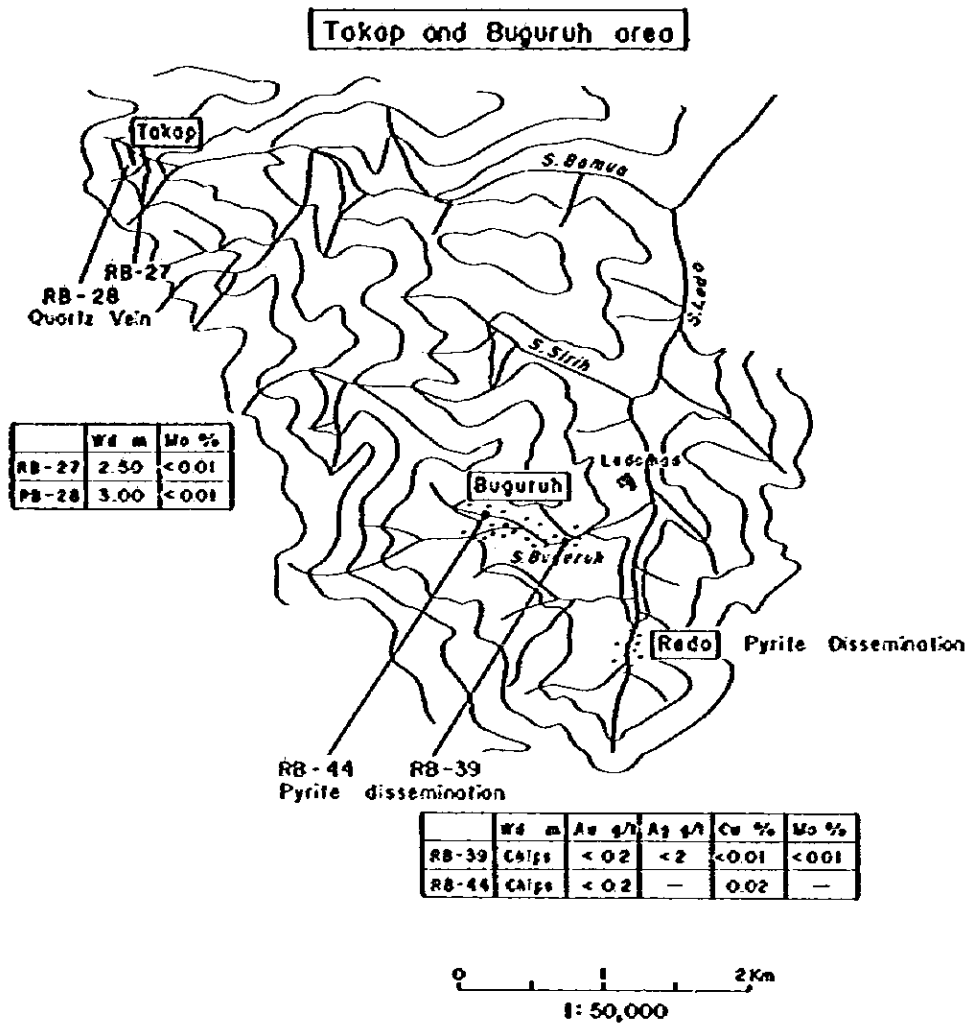 Takap and Buguruh area
Takap
S. Bamua
RB-27
RB-28
Quartz Vein
S. Ledo
S. Sirih
Wd m Mo %
RB-27 2.50 <0.01
RB-28 3.00 <0.01
Buguruh
S. Buguruh
Redo Pyrite Dissemination
RB-44 RB-39
Pyrite dissemination
Wd m Au g/t Ag g/t Cu % Mo %
RB-39 Chips <0.2 <2 <0.01 <0.01
RB-44 Chips <0.2 — 0.02 —
0 1 2 Km
1:50,000